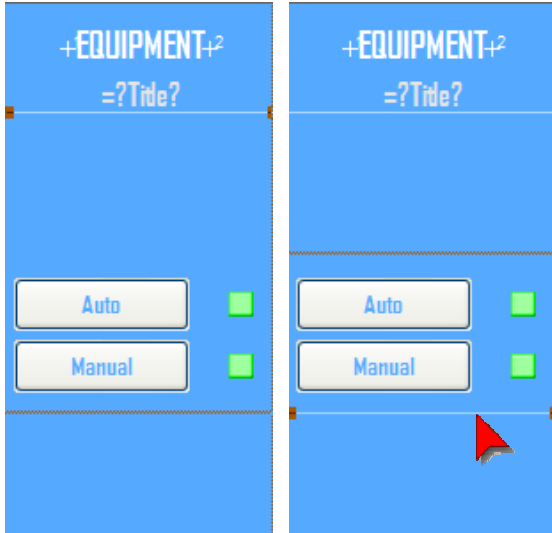 +EQUIPMENT+²
=?Title?
Auto
Manual
+EQUIPMENT+²
=?Title?
Auto
Manual